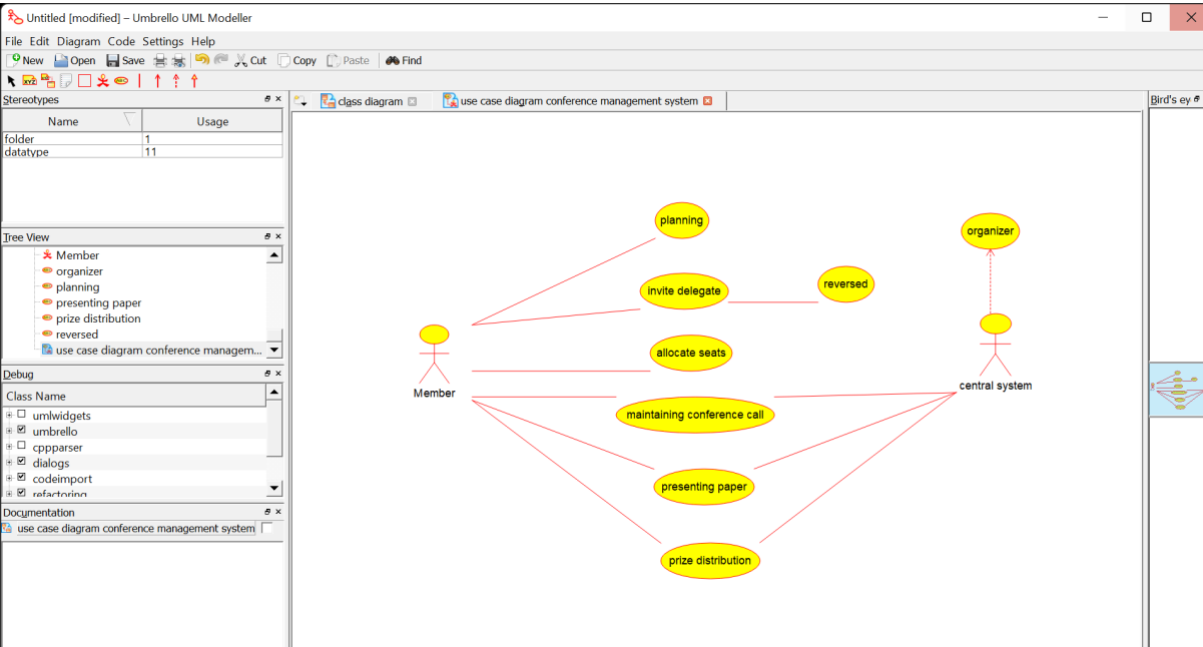 Untitled [modified] – Umbrello UML Modeller
File Edit Diagram Code Settings Help
New Open Save Cut Copy Paste Find
Stereotypes
Name Usage
folder 1
datatype 11
Tree View
Member
organizer
planning
presenting paper
prize distribution
reversed
use case diagram conference managem...
Debug
Class Name
umlwidgets
umbrello
cppparser
dialogs
codeimport
refactoring
Documentation
use case diagram conference management system
class diagram
use case diagram conference management system
Bird's ey
planning
organizer
invite delegate
reversed
allocate seats
Member
central system
maintaining conference call
presenting paper
prize distribution